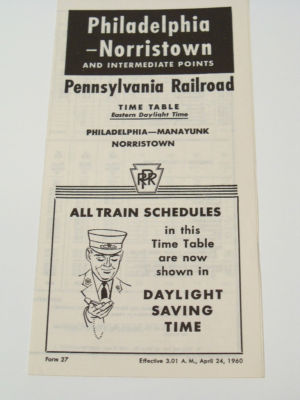 Philadelphia
–Norristown
AND INTERMEDIATE POINTS
Pennsylvania Railroad
TIME TABLE
Eastern Daylight Time
PHILADELPHIA—MANAYUNK
NORRISTOWN
PRR
ALL TRAIN SCHEDULES
in this
Time Table
are now
shown in
DAYLIGHT
SAVING
TIME
Form 27
Effective 3.01 A. M., April 24, 1960